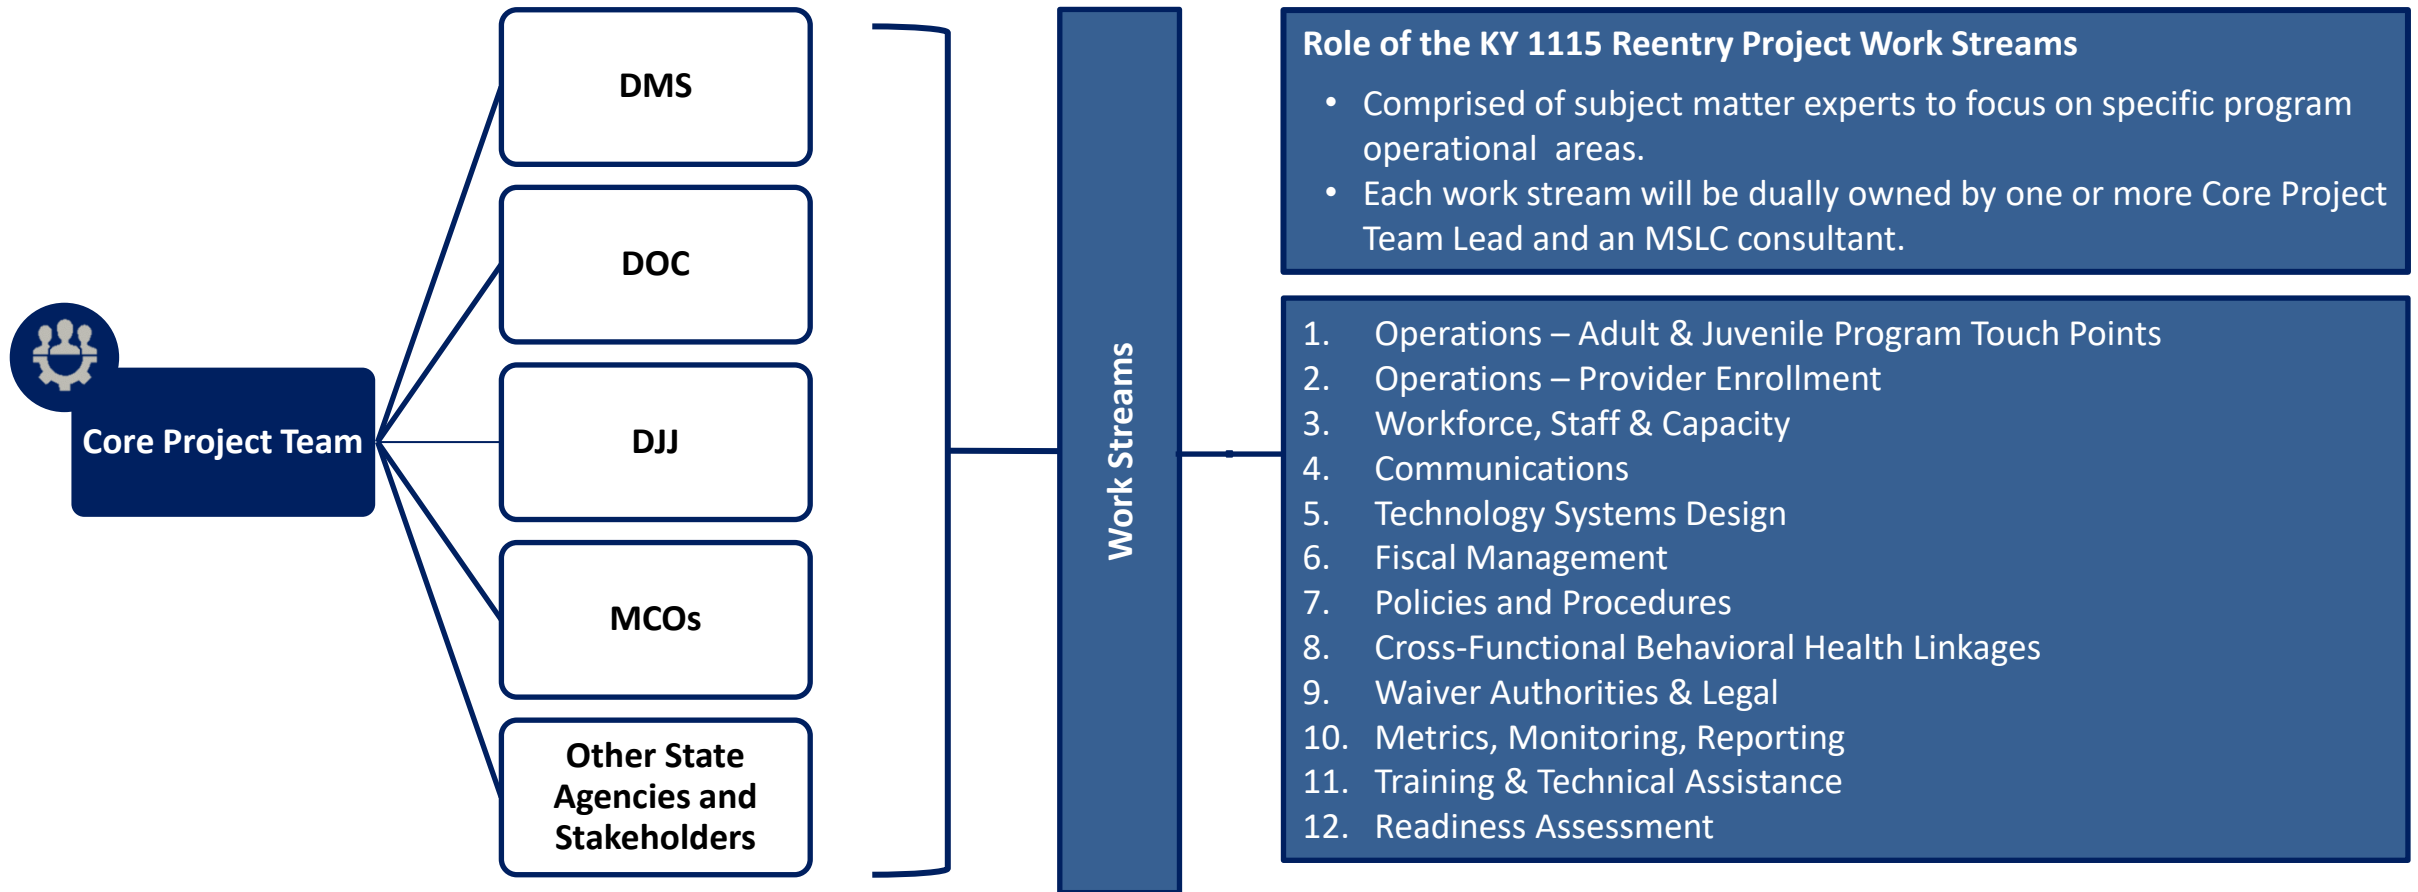 Core Project Team
DMS
DOC
DJJ
MCOs
Other State
Agencies and
Stakeholders
Work Streams
Role of the KY 1115 Reentry Project Work Streams
• Comprised of subject matter experts to focus on specific program
operational  areas.
• Each work stream will be dually owned by one or more Core Project
Team Lead and an MSLC consultant.
1. Operations – Adult & Juvenile Program Touch Points
2. Operations – Provider Enrollment
3. Workforce, Staff & Capacity
4. Communications
5. Technology Systems Design
6. Fiscal Management
7. Policies and Procedures
8. Cross-Functional Behavioral Health Linkages
9. Waiver Authorities & Legal
10. Metrics, Monitoring, Reporting
11. Training & Technical Assistance
12. Readiness Assessment